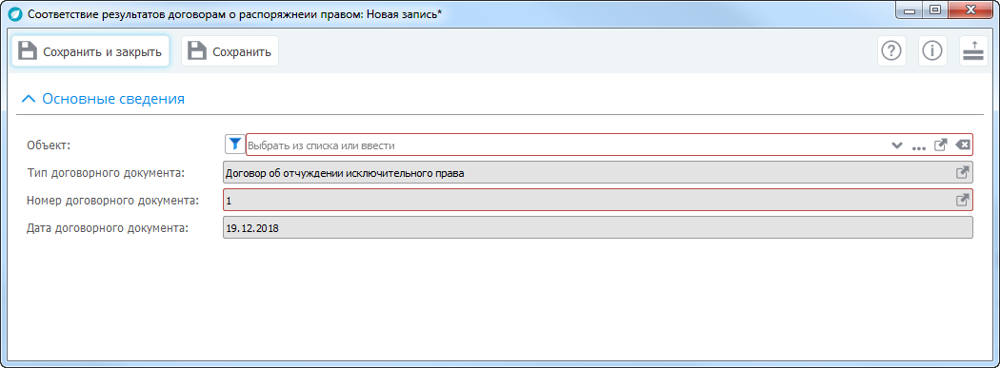 Соответствие результатов договорам о распоряжнеии правом: Новая запись*
Сохранить и закрыть Сохранить
Основные сведения
Объект: Выбрать из списка или ввести
Тип договорного документа: Договор об отчуждении исключительного права
Номер договорного документа: 1
Дата договорного документа: 19.12.2018